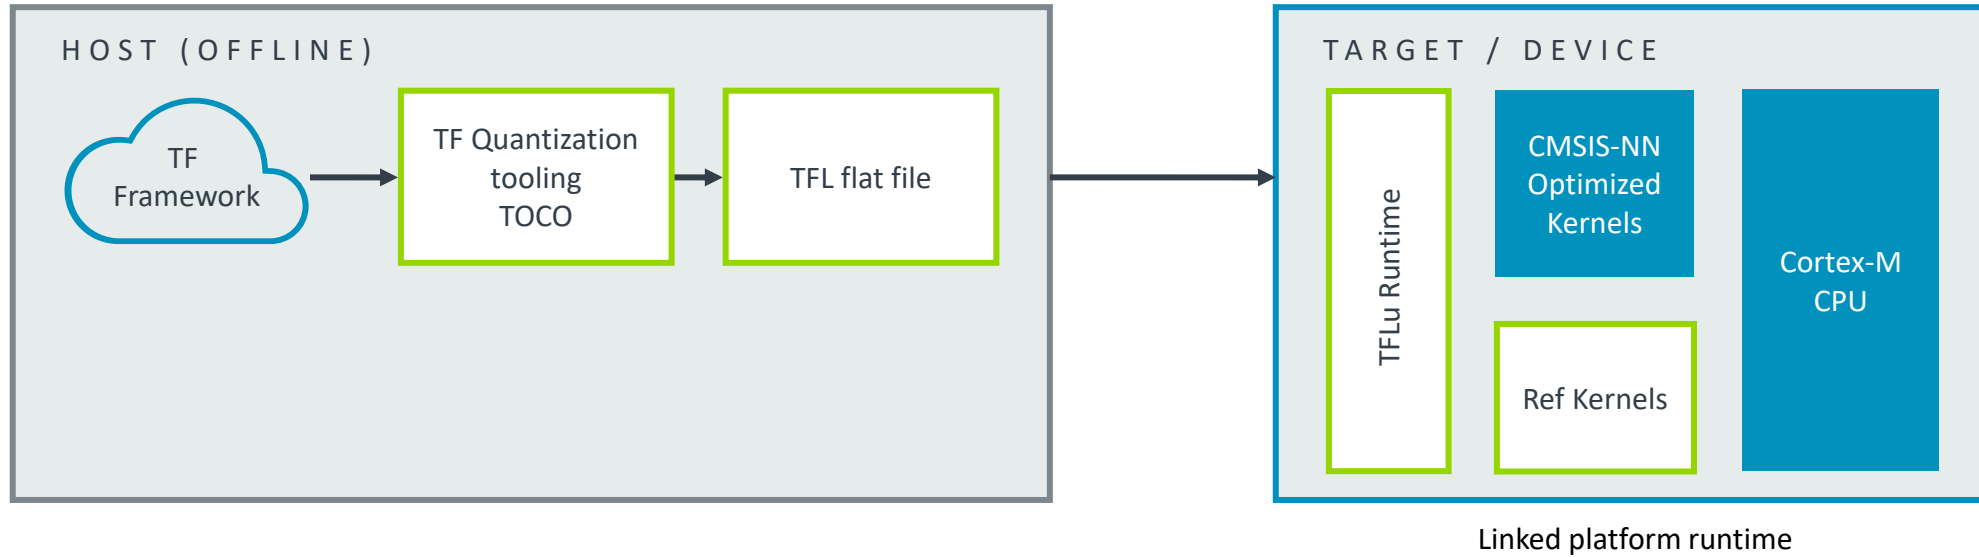 HOST (OFFLINE)
TF
Framework
TF Quantization
tooling
TOCO
TFL flat file
TARGET / DEVICE
TFLu Runtime
CMSIS-NN
Optimized
Kernels
Ref Kernels
Cortex-M
CPU
Linked platform runtime